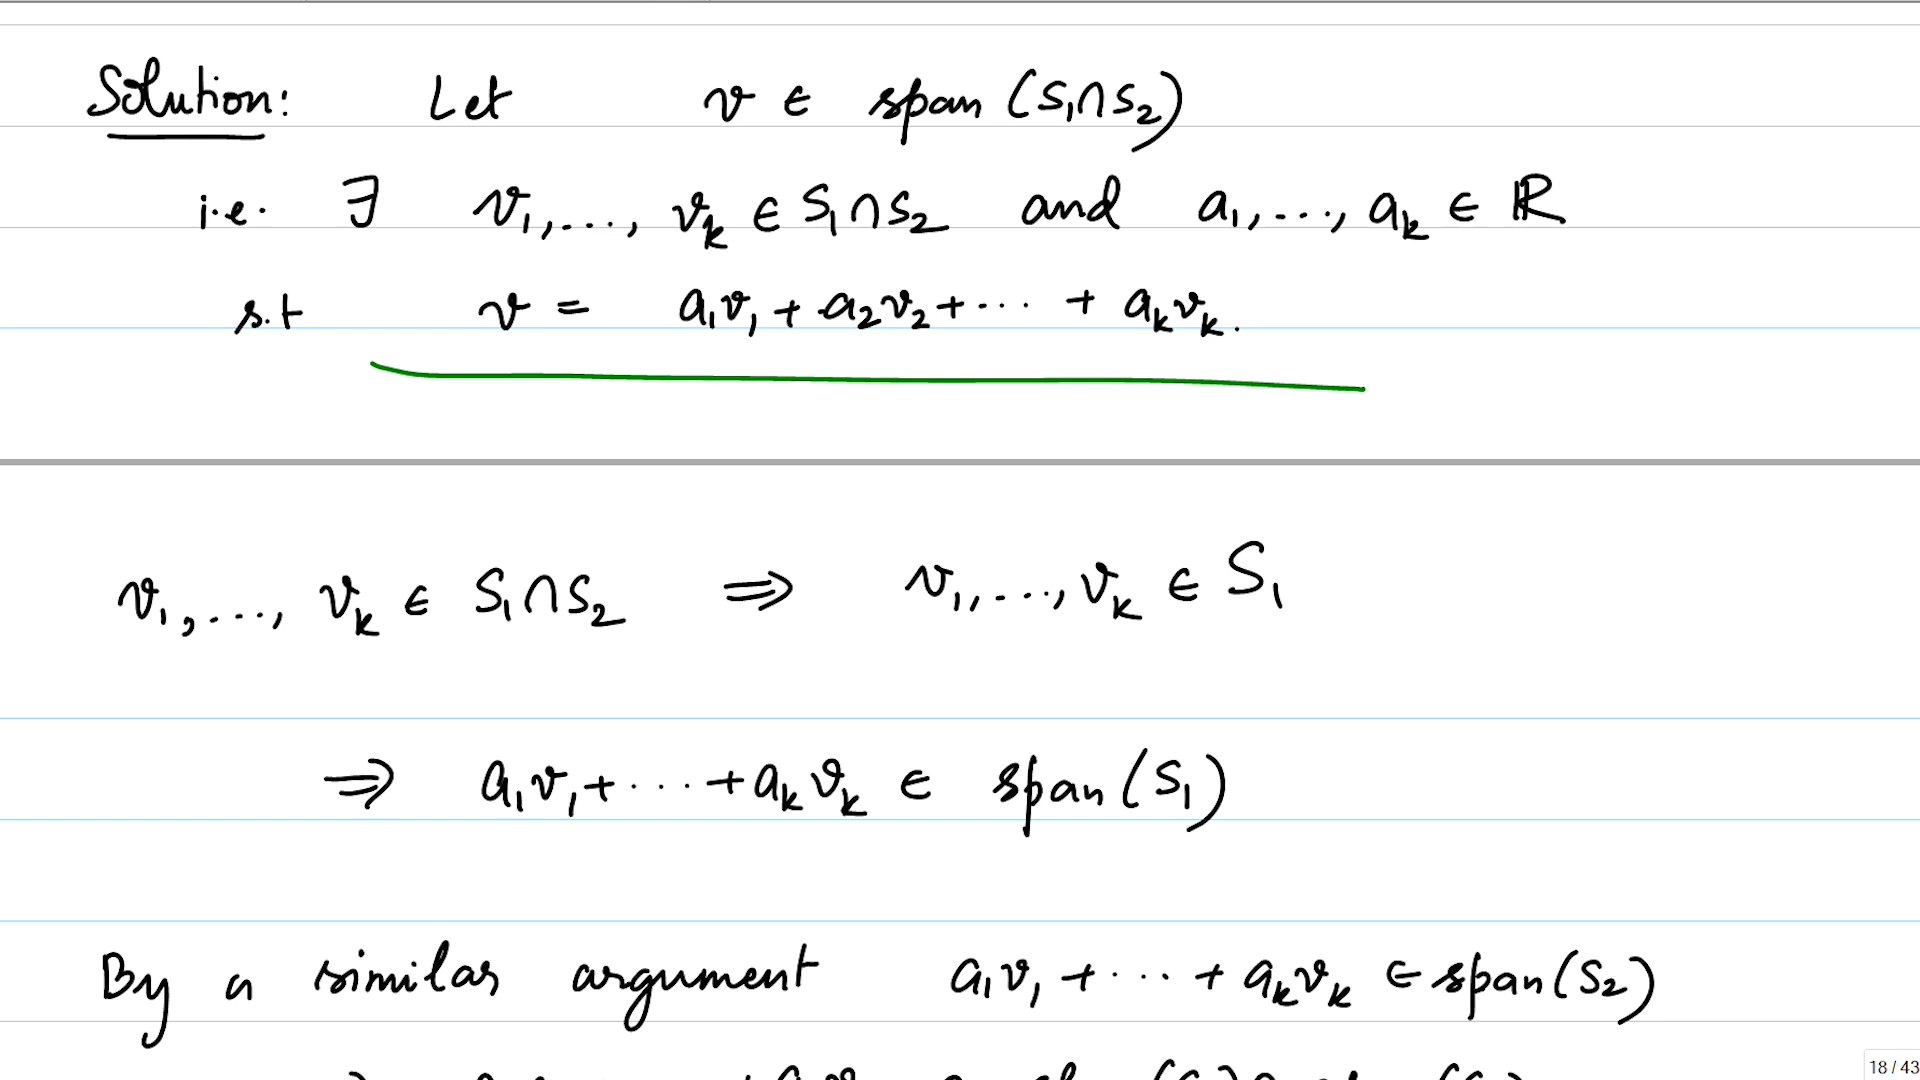 Solution: Let v ∈ span (S₁∩S₂)
i.e. ∃ v₁,..., vₖ ∈ S₁∩S₂ and a₁,..., aₖ ∈ ℝ
s.t v = a₁v₁ + a₂v₂ + ··· + aₖvₖ.
v₁,..., vₖ ∈ S₁∩S₂ ⇒ v₁,..., vₖ ∈ S₁
⇒ a₁v₁ + ··· + aₖvₖ ∈ span(S₁)
By a similar argument a₁v₁ + ··· + aₖvₖ ∈ span(S₂)
18 / 43